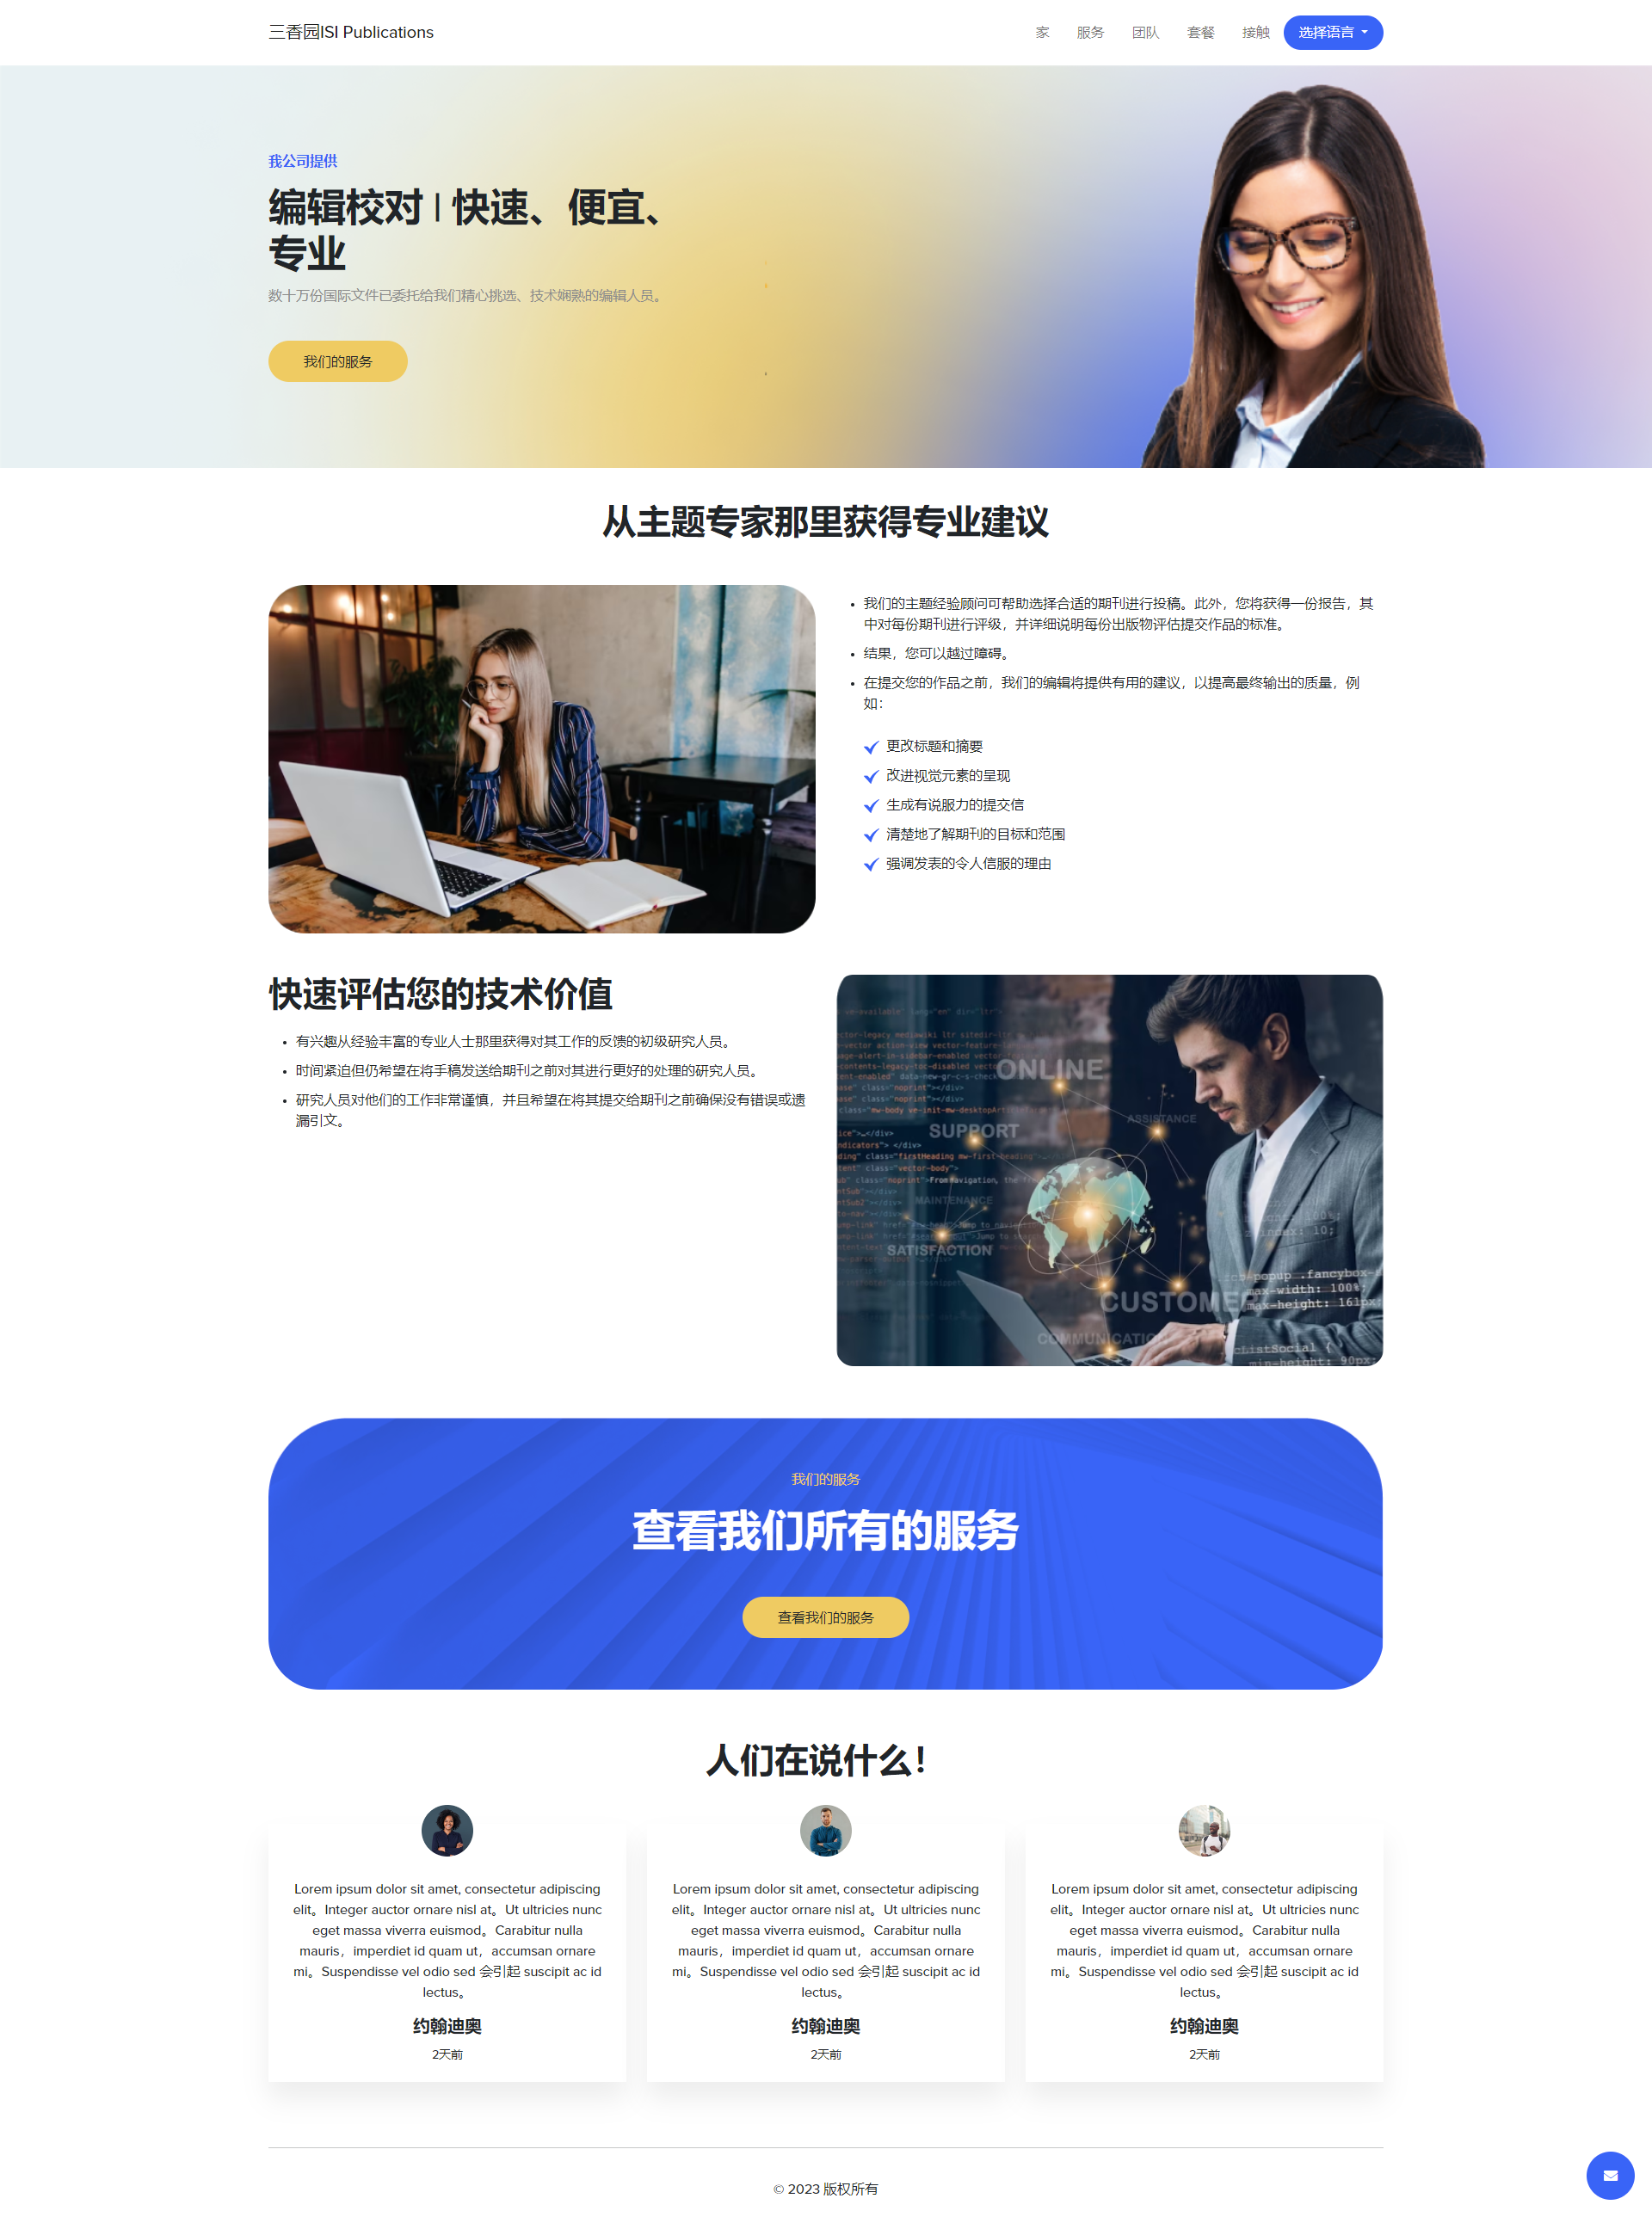 三香园ISI Publications
家 服务 团队 套餐 接触 选择语言
我公司提供
编辑校对 | 快速、便宜、
专业
数十万份国际文件已委托给我们精心挑选、技术娴熟的编辑人员。
我们的服务
从主题专家那里获得专业建议
我们的主题经验顾问可帮助选择合适的期刊进行投稿。此外，您将获得一份报告，其
中对每份期刊进行评级，并详细说明每份出版物评估提交作品的标准。
结果，您可以越过障碍。
在提交您的作品之前，我们的编辑将提供有用的建议，以提高最终输出的质量，例
如：
更改标题和摘要
改进视觉元素的呈现
生成有说服力的提交信
清楚地了解期刊的目标和范围
强调发表的令人信服的理由
快速评估您的技术价值
有兴趣从经验丰富的专业人士那里获得对其工作的反馈的初级研究人员。
时间紧迫但仍希望在将手稿发送给期刊之前对其进行更好的处理的研究人员。
研究人员对他们的工作非常谨慎，并且希望在将其提交给期刊之前确保没有错误或遗
漏引文。
ONLINE
ASSISTANCE
SUPPORT
MAINTENANCE
SATISFACTION
CUSTOMER
COMMUNICATION
max-width: 100%;
max-height: 161px;
min-height: 90px;
我们的服务
查看我们所有的服务
查看我们的服务
人们在说什么！
Lorem ipsum dolor sit amet, consectetur adipiscing
elit。Integer auctor ornare nisl at。Ut ultricies nunc
eget massa viverra euismod。Carabitur nulla
mauris，imperdiet id quam ut，accumsan ornare
mi。Suspendisse vel odio sed 会引起 suscipit ac id
lectus。
约翰迪奥
2天前
Lorem ipsum dolor sit amet, consectetur adipiscing
elit。Integer auctor ornare nisl at。Ut ultricies nunc
eget massa viverra euismod。Carabitur nulla
mauris，imperdiet id quam ut，accumsan ornare
mi。Suspendisse vel odio sed 会引起 suscipit ac id
lectus。
约翰迪奥
2天前
Lorem ipsum dolor sit amet, consectetur adipiscing
elit。Integer auctor ornare nisl at。Ut ultricies nunc
eget massa viverra euismod。Carabitur nulla
mauris，imperdiet id quam ut，accumsan ornare
mi。Suspendisse vel odio sed 会引起 suscipit ac id
lectus。
约翰迪奥
2天前
© 2023 版权所有